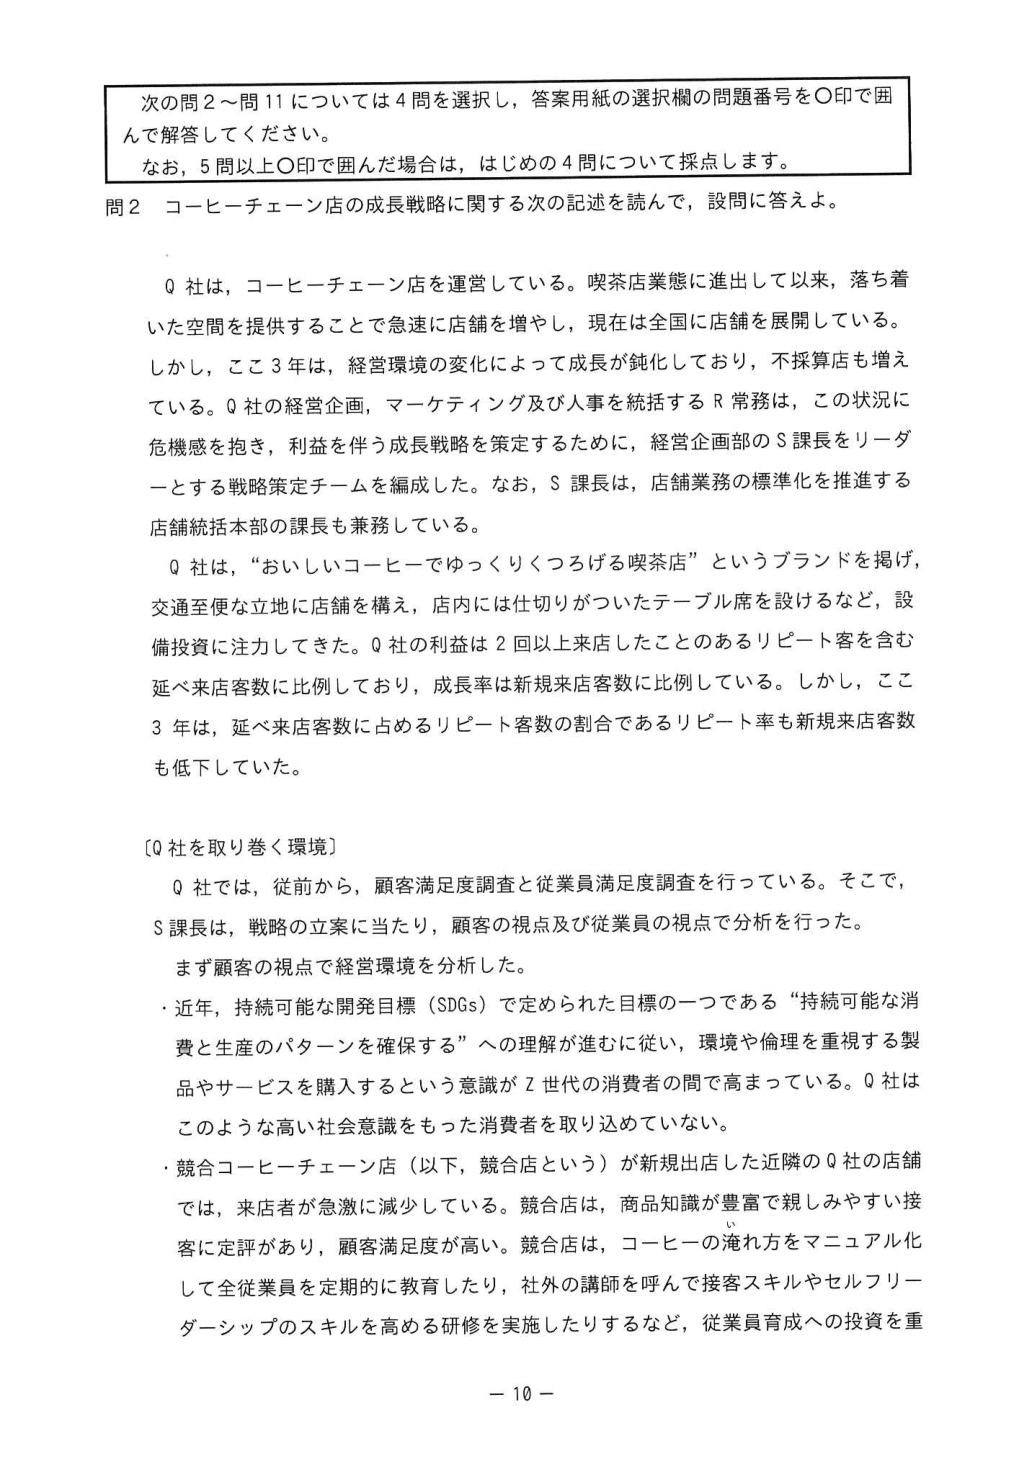 次の問2～問11については4問を選択し，答案用紙の選択欄の問題番号を〇印で囲
んで解答してください。
なお，5問以上〇印で囲んだ場合は，はじめの4問について採点します。
問2　コーヒーチェーン店の成長戦略に関する次の記述を読んで，設問に答えよ。
Q 社は，コーヒーチェーン店を運営している。喫茶店業態に進出して以来，落ち着
いた空間を提供することで急速に店舗を増やし，現在は全国に店舗を展開している。
しかし，ここ3年は，経営環境の変化によって成長が鈍化しており，不採算店も増え
ている。Q 社の経営企画，マーケティング及び人事を統括する R 常務は，この状況に
危機感を抱き，利益を伴う成長戦略を策定するために，経営企画部の S 課長をリーダ
ーとする戦略策定チームを編成した。なお，S 課長は，店舗業務の標準化を推進する
店舗統括本部の課長も兼務している。
Q 社は，“おいしいコーヒーでゆっくりくつろげる喫茶店”というブランドを掲げ，
交通至便な立地に店舗を構え，店内には仕切りがついたテーブル席を設けるなど，設
備投資に注力してきた。Q 社の利益は 2 回以上来店したことのあるリピート客を含む
延べ来店客数に比例しており，成長率は新規来店客数に比例している。しかし，ここ
3 年は，延べ来店客数に占めるリピート客数の割合であるリピート率も新規来店客数
も低下していた。
〔Q 社を取り巻く環境〕
Q 社では，従前から，顧客満足度調査と従業員満足度調査を行っている。そこで，
S 課長は，戦略の立案に当たり，顧客の視点及び従業員の視点で分析を行った。
まず顧客の視点で経営環境を分析した。
・近年，持続可能な開発目標（SDGs）で定められた目標の一つである“持続可能な消
費と生産のパターンを確保する”への理解が進むに従い，環境や倫理を重視する製
品やサービスを購入するという意識が Z 世代の消費者の間で高まっている。Q 社は
このような高い社会意識をもった消費者を取り込めていない。
・競合コーヒーチェーン店（以下，競合店という）が新規出店した近隣の Q 社の店舗
では，来店者が急激に減少している。競合店は，商品知識が豊富で親しみやすい接
い
客に定評があり，顧客満足度が高い。競合店は，コーヒーの淹れ方をマニュアル化
して全従業員を定期的に教育したり，社外の講師を呼んで接客スキルやセルフリー
ダーシップのスキルを高める研修を実施したりするなど，従業員育成への投資を重
－ 10 －